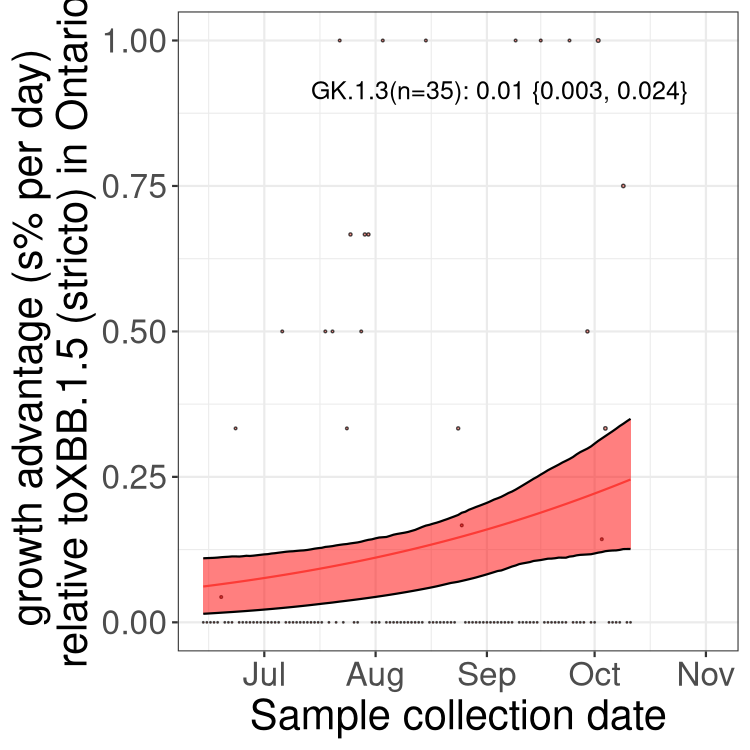 growth advantage (s% per day)
relative toXBB.1.5 (stricto) in Ontario
1.00
0.75
0.50
0.25
0.00
GK.1.3(n=35): 0.01 {0.003, 0.024}
Jul Aug Sep Oct Nov
Sample collection date